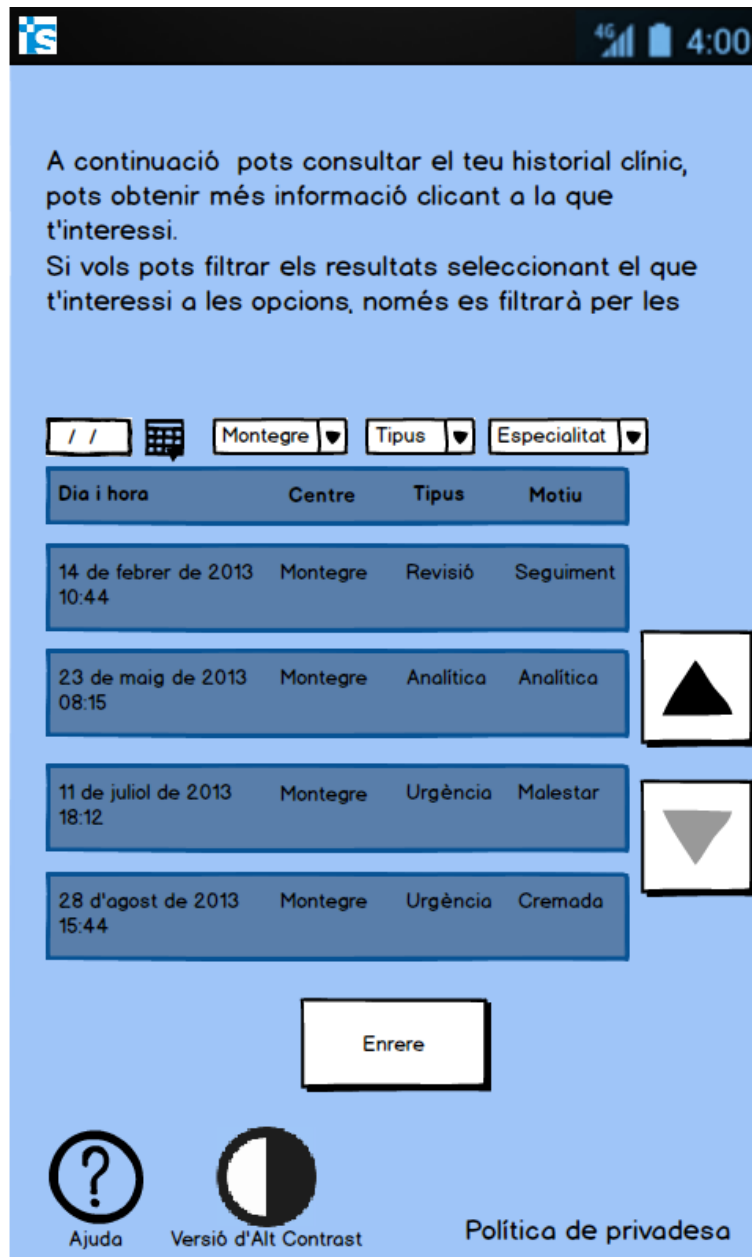 is
4G 4:00
A continuació pots consultar el teu historial clínic,
pots obtenir més informació clicant a la que
t'interessi.
Si vols pots filtrar els resultats seleccionant el que
t'interessi a les opcions, només es filtrarà per les
/ / Montegre Tipus Especialitat
Dia i hora Centre Tipus Motiu
14 de febrer de 2013 Montegre Revisió Seguiment
10:44
23 de maig de 2013 Montegre Analítica Analítica
08:15
11 de juliol de 2013 Montegre Urgència Malestar
18:12
28 d'agost de 2013 Montegre Urgència Cremada
15:44
Enrere
?
Ajuda Versió d'Alt Contrast Política de privadesa